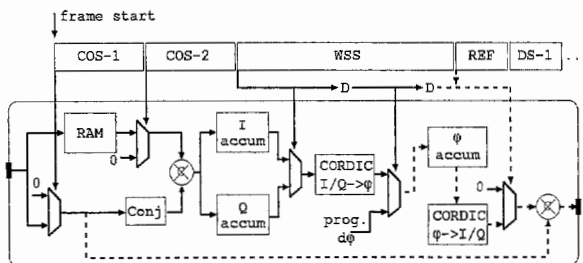 frame start
COS-1 COS-2 WSS REF DS-1 ..
D D
RAM
0
I
accum
φ
accum
CORDIC
I/Q->φ
0
0
Conj
Q
accum
prog.
dφ
CORDIC
φ->I/Q